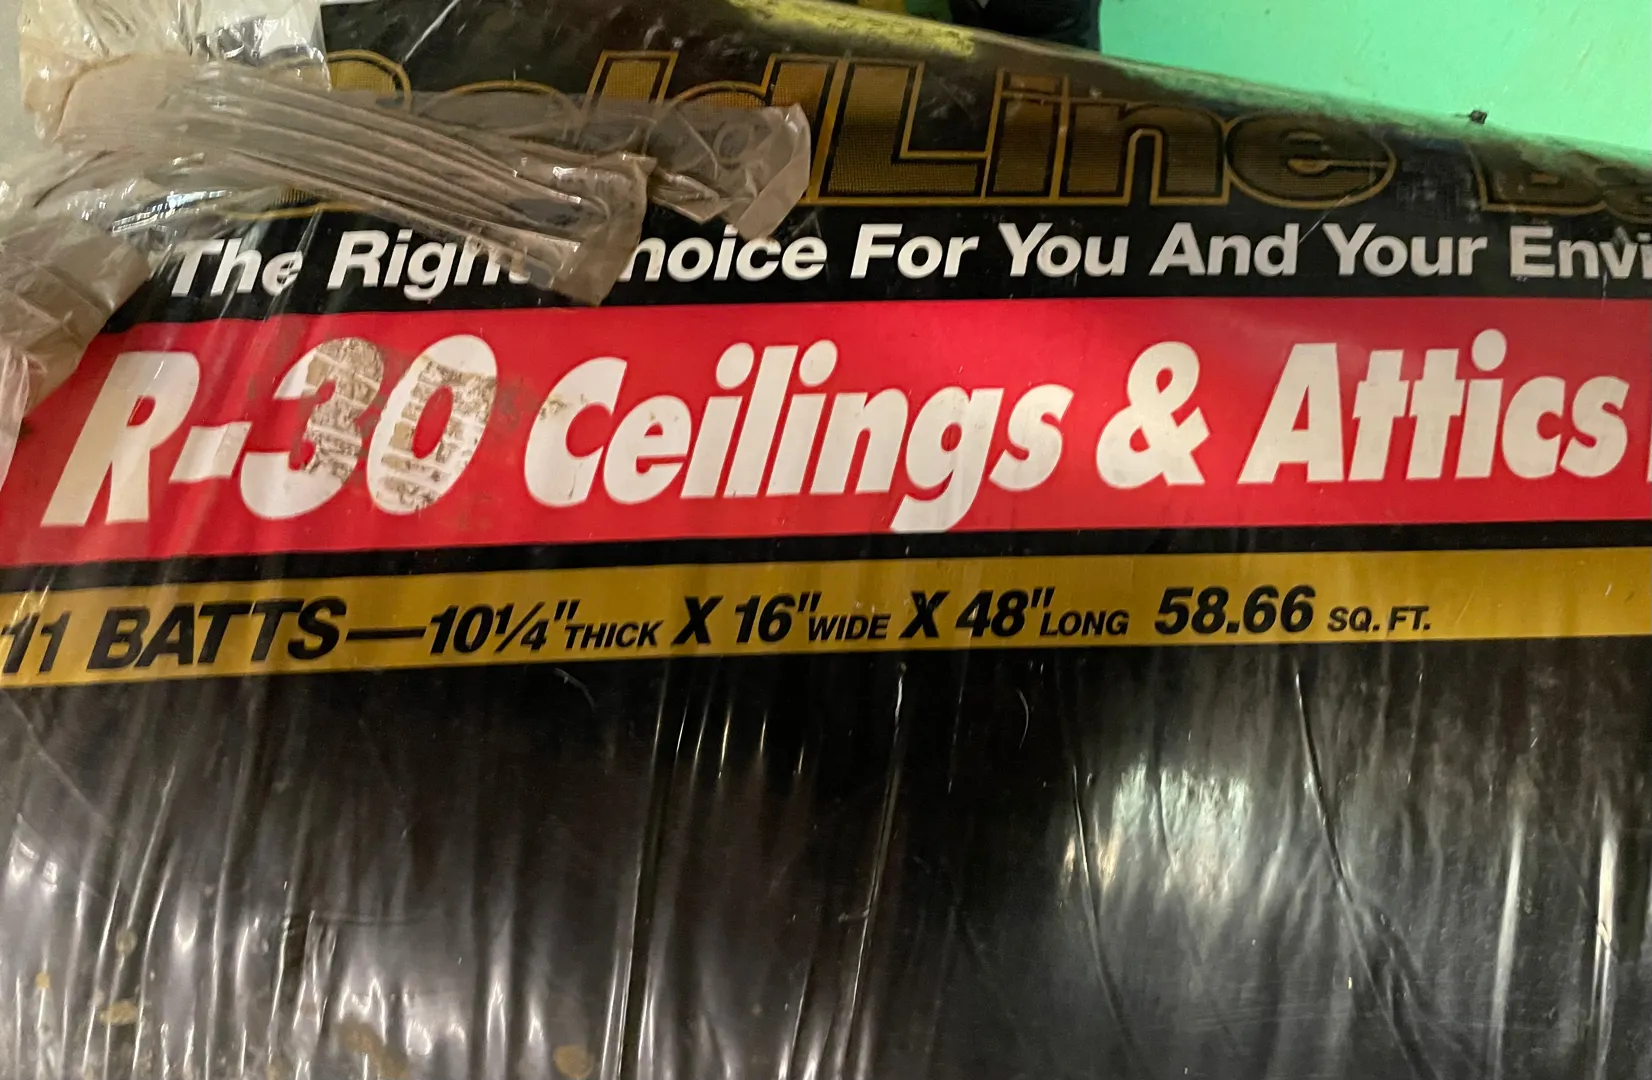 GoldLine
The Right Choice For You And Your Envi
R-30 Ceilings & Attics
11 BATTS—10¼" THICK X 16" WIDE X 48" LONG 58.66 SQ. FT.